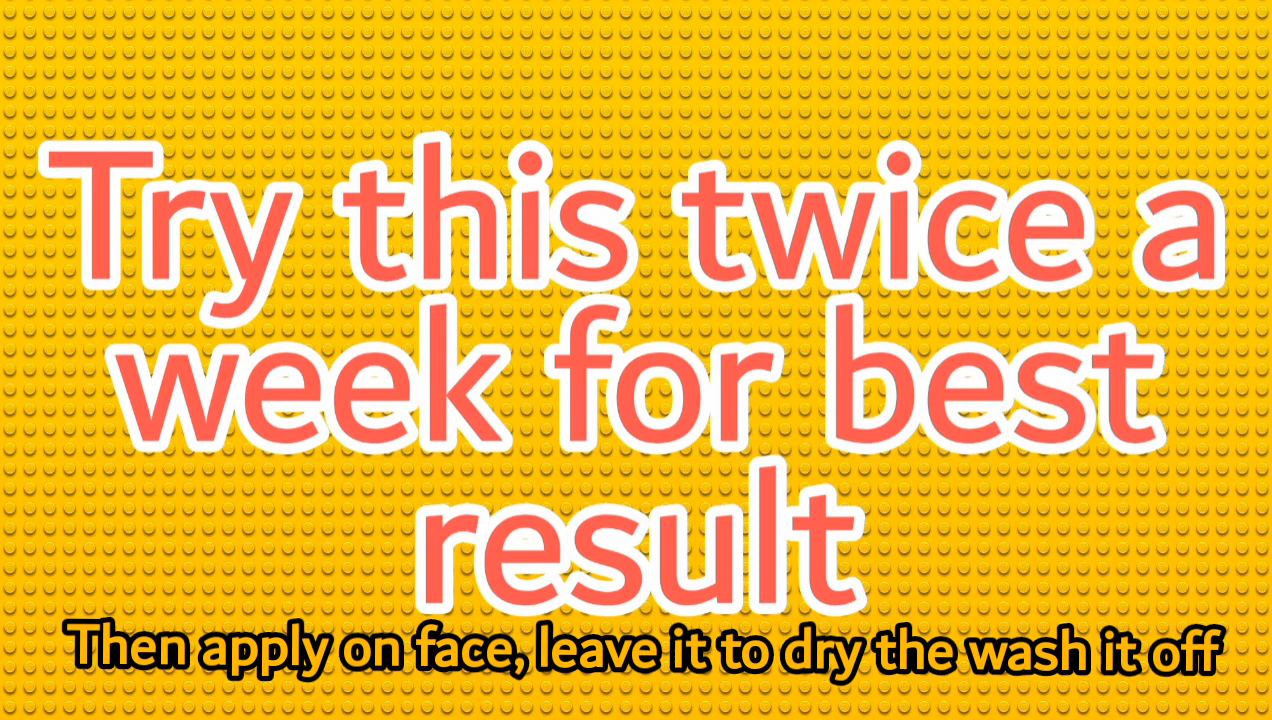 Try this twice a
week for best
result
Then apply on face, leave it to dry the wash it off